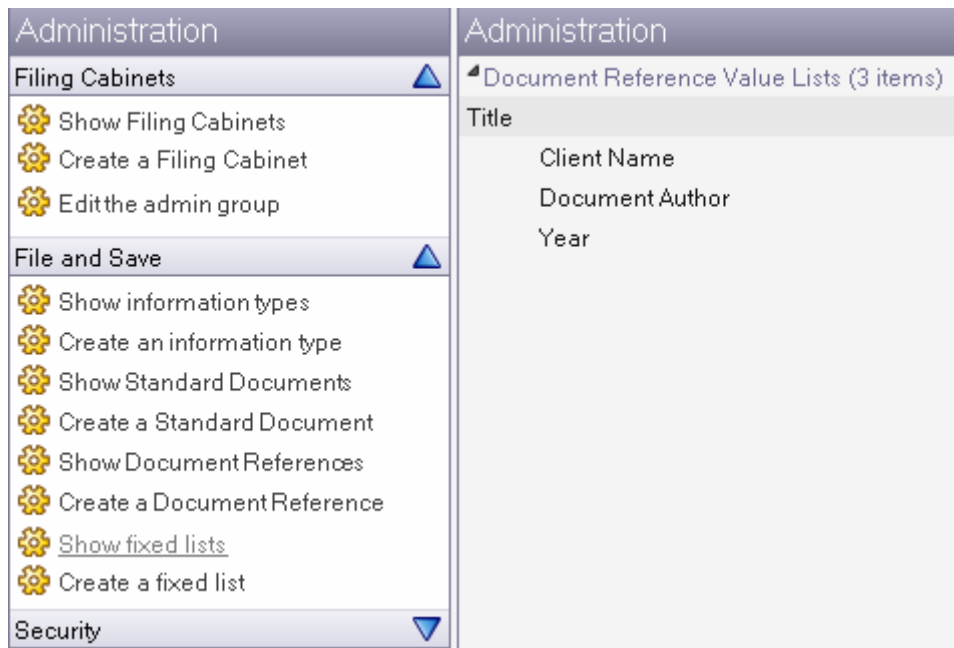 Administration
Filing Cabinets
Show Filing Cabinets
Create a Filing Cabinet
Edit the admin group
File and Save
Show information types
Create an information type
Show Standard Documents
Create a Standard Document
Show Document References
Create a Document Reference
Show fixed lists
Create a fixed list
Security
Administration
Document Reference Value Lists (3 items)
Title
Client Name
Document Author
Year